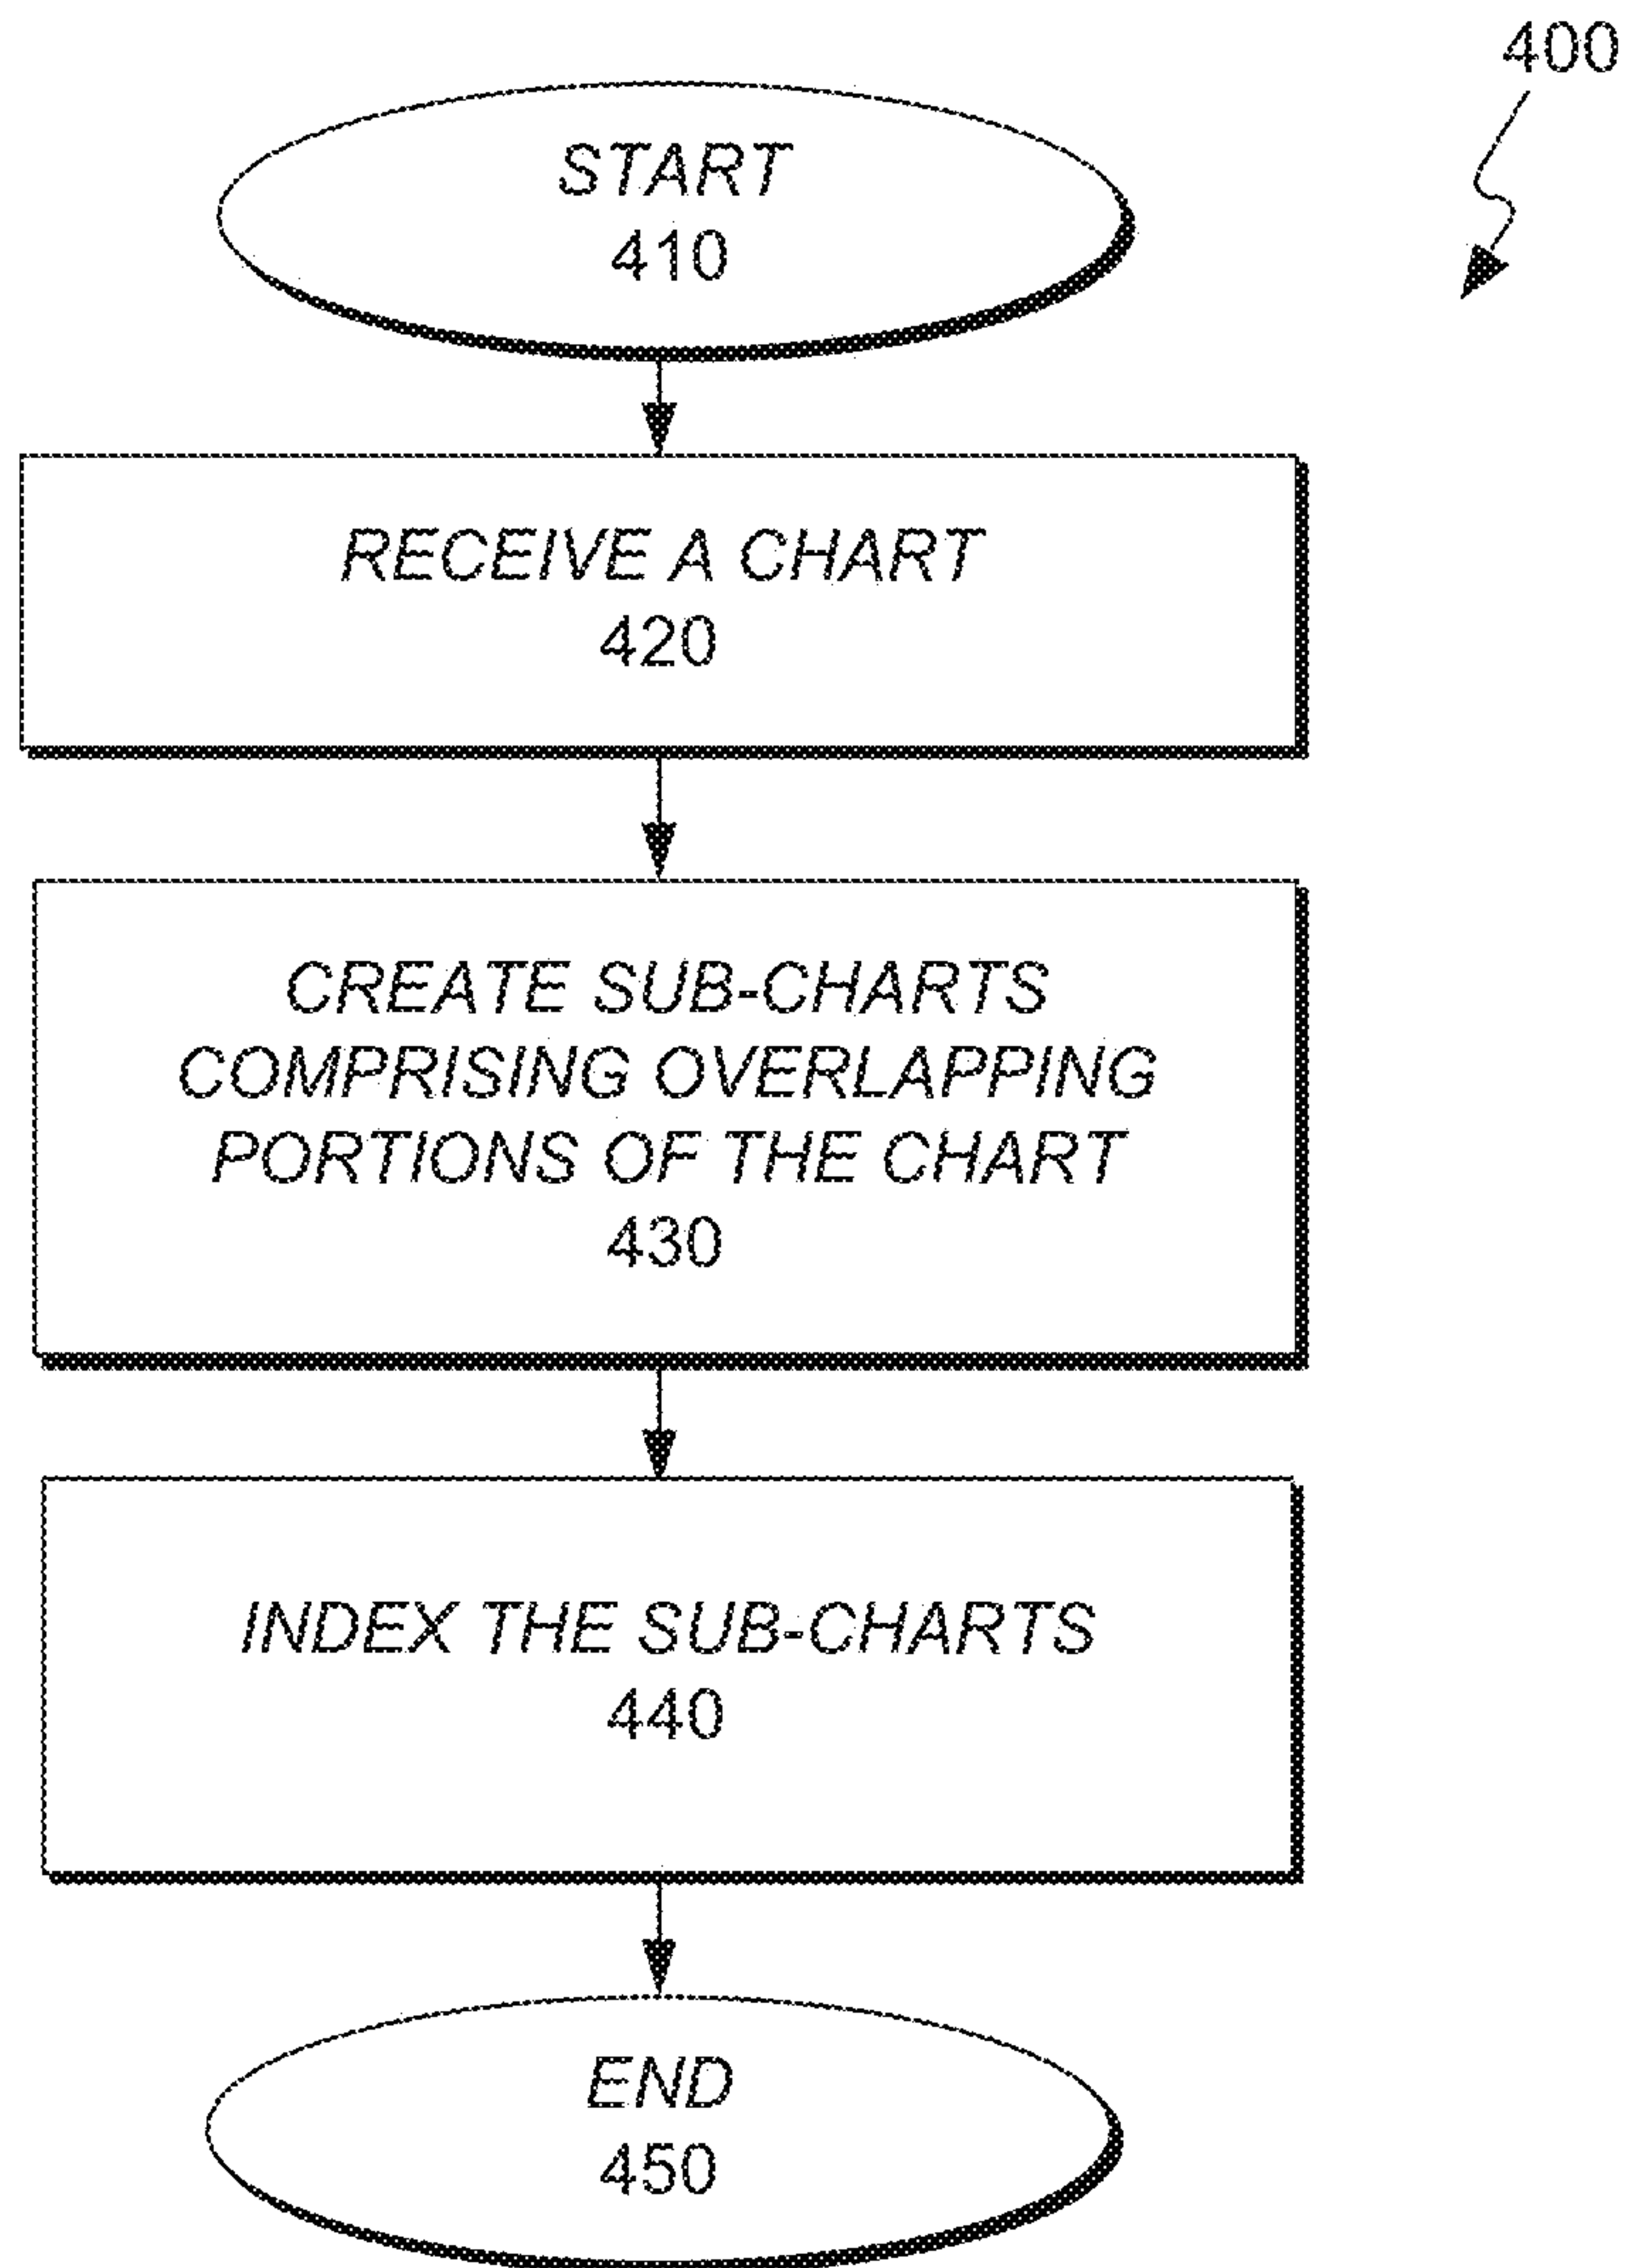 400
START
410
RECEIVE A CHART
420
CREATE SUB-CHARTS
COMPRISING OVERLAPPING
PORTIONS OF THE CHART
430
INDEX THE SUB-CHARTS
440
END
450